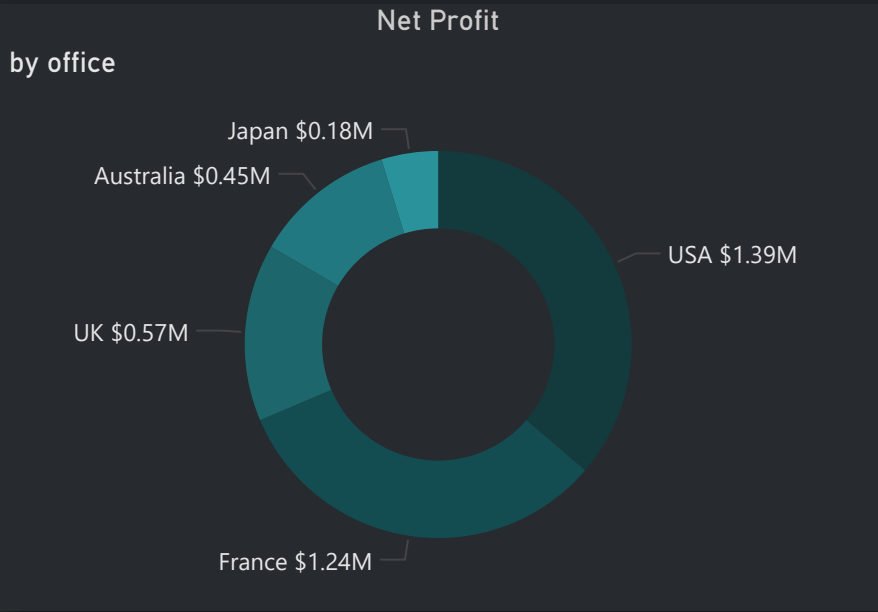 Net Profit
by office
Japan $0.18M
Australia $0.45M
USA $1.39M
UK $0.57M
France $1.24M